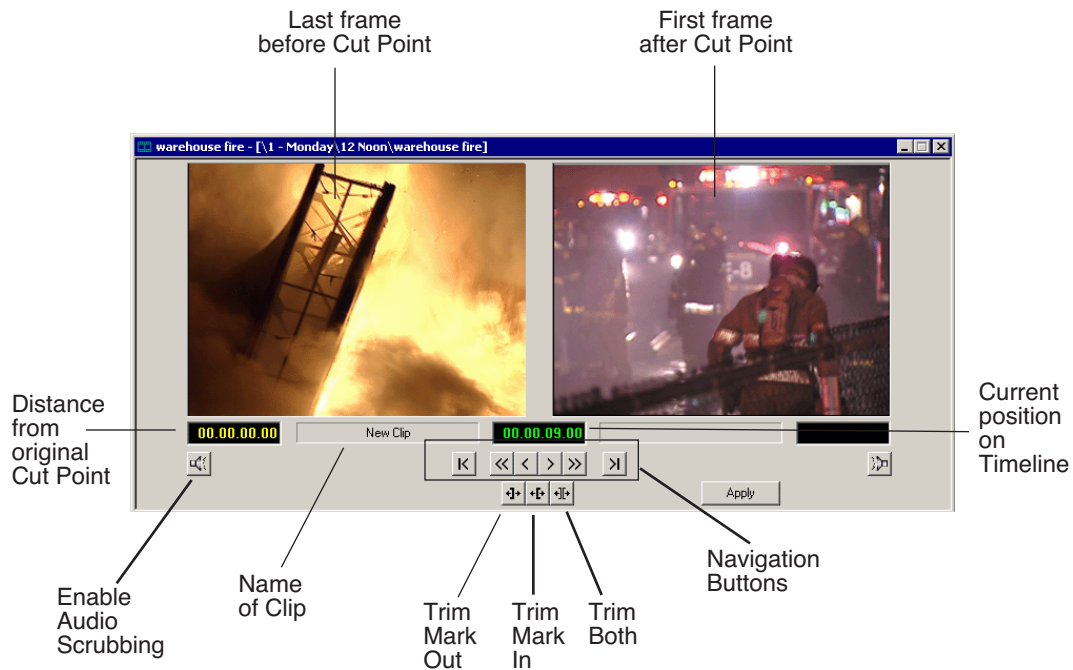 Last frame
before Cut Point
First frame
after Cut Point
warehouse fire - [\1 - Monday\12 Noon\warehouse fire]
E-8
Distance
from
original
Cut Point
00.00.00.00
New Clip
00.00.09.00
Current
position
on
Timeline
Apply
Enable
Audio
Scrubbing
Name
of Clip
Trim
Mark
Out
Trim
Mark
In
Trim
Both
Navigation
Buttons